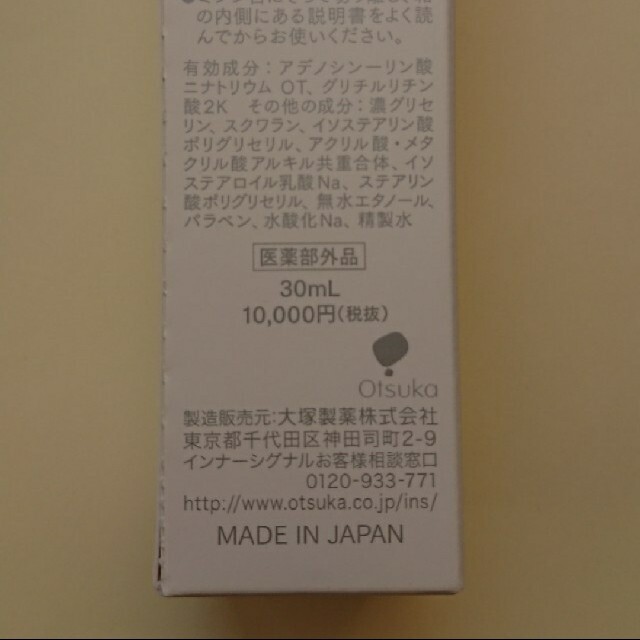 の内側にある説明書をよく読
んでからお使いください。
有効成分：アデノシン一リン酸
二ナトリウム OT、グリチルリチン
酸2K その他の成分：濃グリセ
リン、スクワラン、イソステアリン酸
ポリグリセリル、アクリル酸・メタ
クリル酸アルキル共重合体、イソ
ステアロイル乳酸Na、ステアリン
酸ポリグリセリル、無水エタノール、
パラベン、水酸化Na、精製水
医薬部外品
30mL
10,000円(税抜)
Otsuka
製造販売元：大塚製薬株式会社
東京都千代田区神田司町2-9
インナーシグナルお客様相談窓口
0120-933-771
http://www.otsuka.co.jp/ins/
MADE IN JAPAN